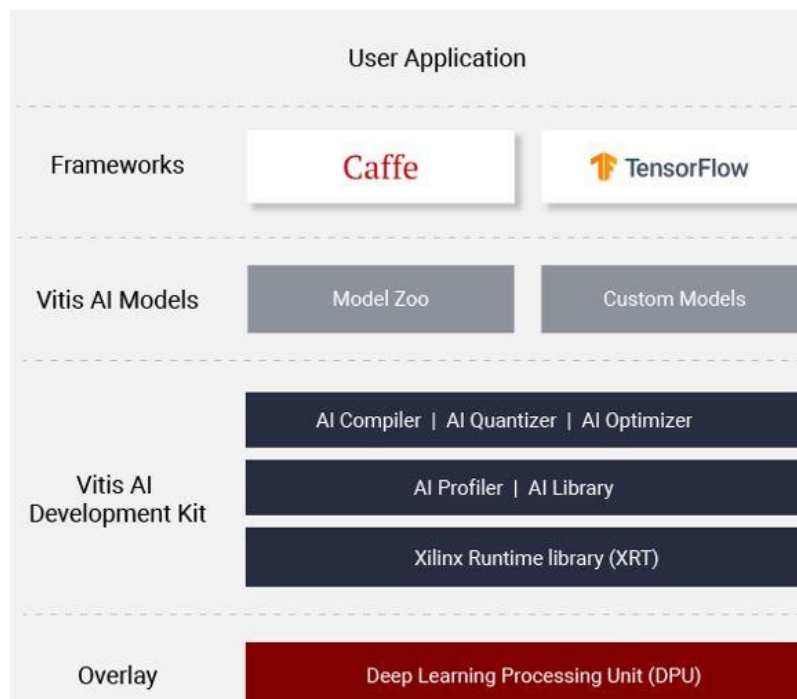 User Application
Frameworks
Caffe
TensorFlow
Vitis AI Models
Model Zoo
Custom Models
Vitis AI
Development Kit
AI Compiler | AI Quantizer | AI Optimizer
AI Profiler | AI Library
Xilinx Runtime library (XRT)
Overlay
Deep Learning Processing Unit (DPU)